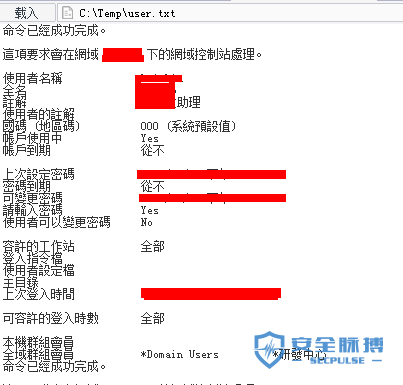 载入 C:\Temp\user.txt
命令已經成功完成。
這項要求會在網域 下的網域控制站處理。
使用者名稱
全名
註解 助理
使用者的註解
國碼 (地區碼) 000 (系統預設值)
帳戶使用中 Yes
帳戶到期 從不
上次設定密碼
密碼到期 從不
可變更密碼
請輸入密碼 Yes
使用者可以變更密碼 No
容許的工作站 全部
登入指令檔
使用者設定檔
主目錄
上次登入時間
可容許的登入時數 全部
本機群組會員
全域群組會員 *Domain Users *研發中心
命令已經成功完成。
安全脉搏
SECPULSE